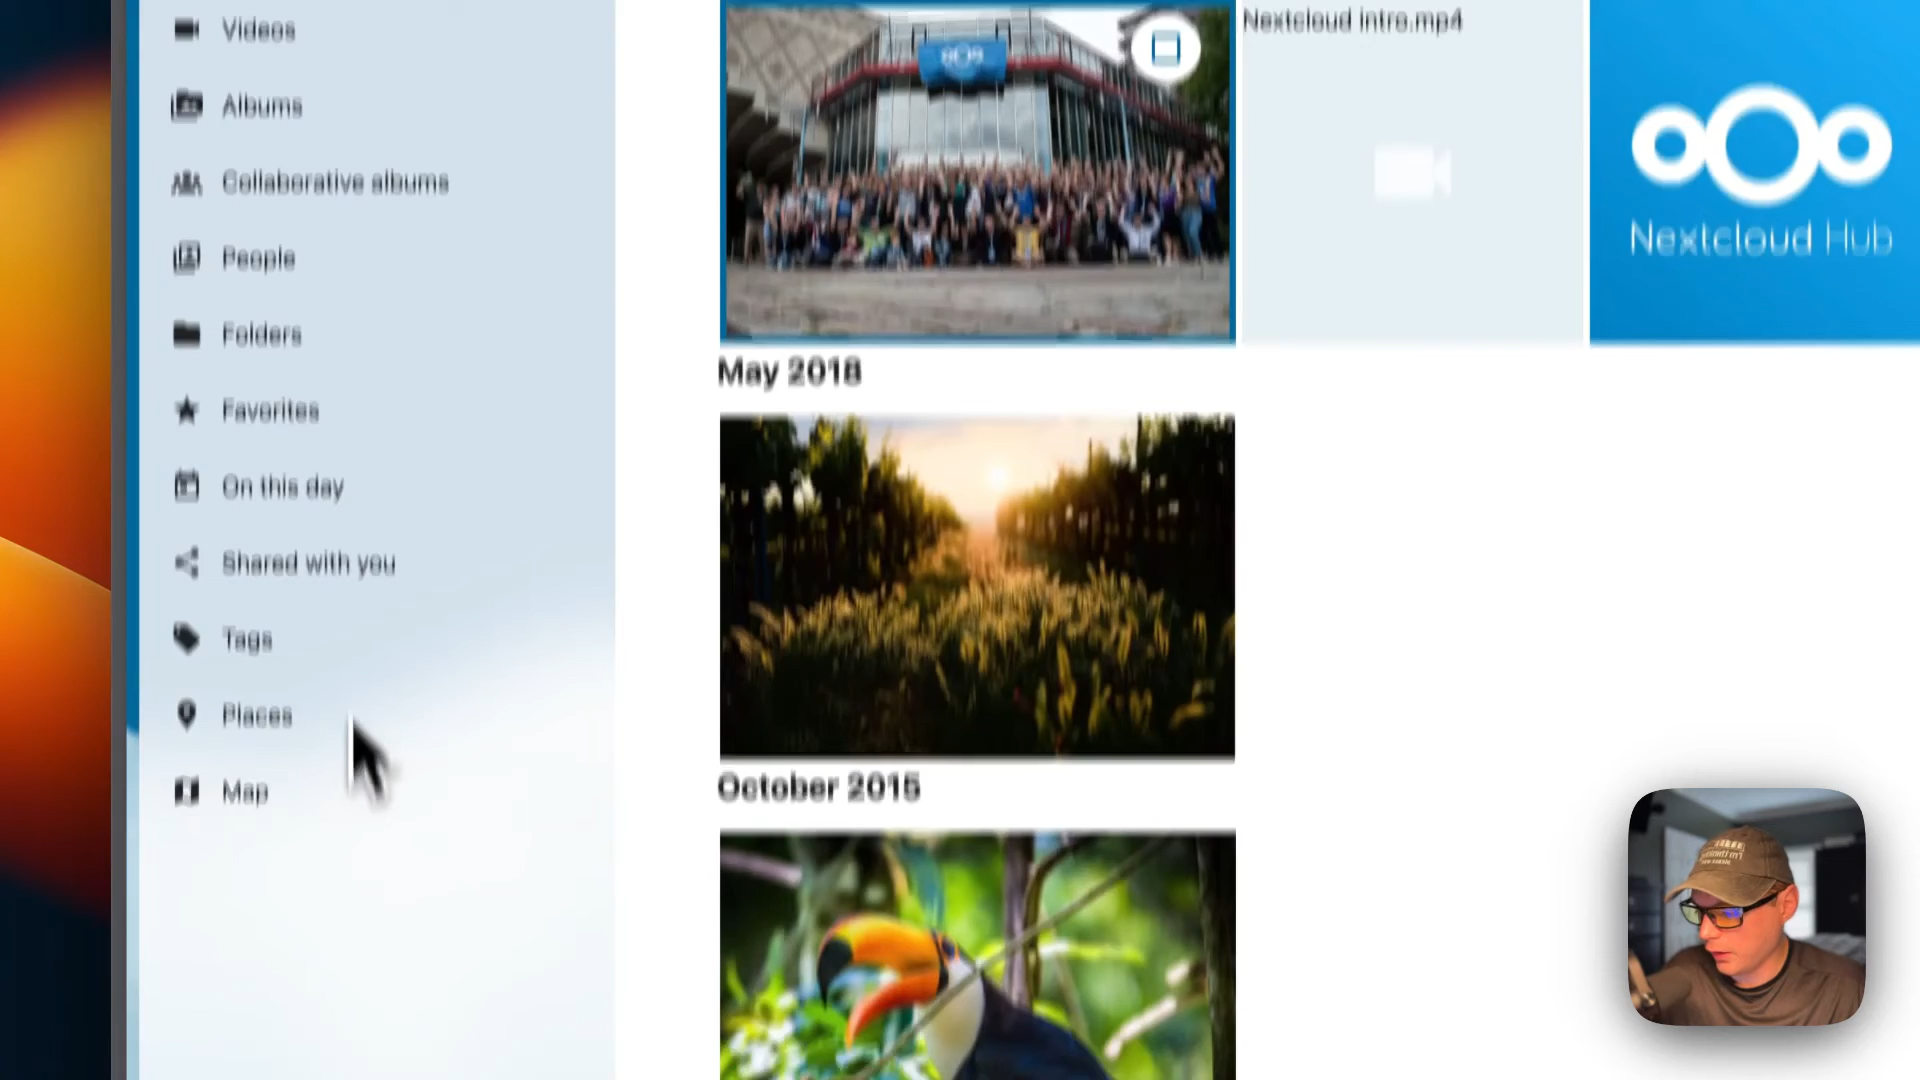 Videos
Albums
Collaborative albums
People
Folders
Favorites
On this day
Shared with you
Tags
Places
Map
Nextcloud intro.mp4
Nextcloud Hub
May 2018
October 2015